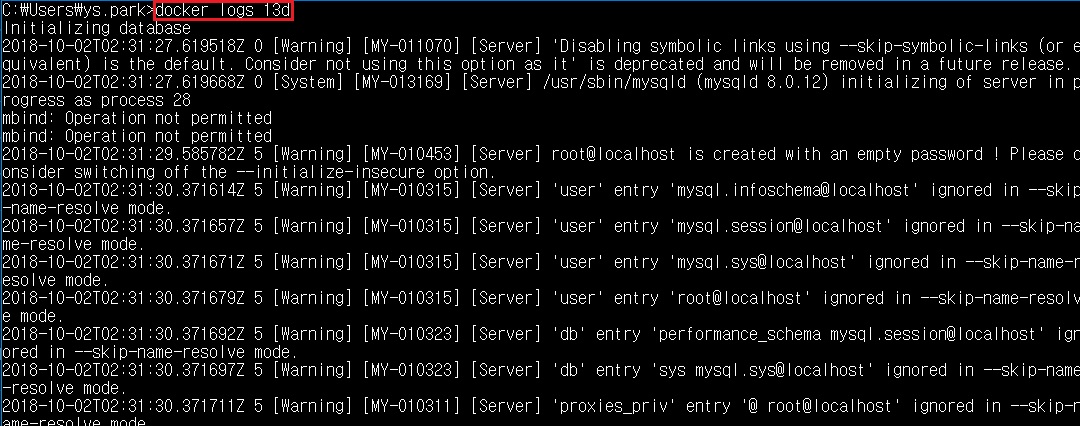 C:₩Users₩ys.park>docker logs 13d
Initializing database
2018-10-02T02:31:27.619518Z 0 [Warning] [MY-011070] [Server] 'Disabling symbolic links using --skip-symbolic-links (or e
quivalent) is the default. Consider not using this option as it' is deprecated and will be removed in a future release.
2018-10-02T02:31:27.619668Z 0 [System] [MY-013169] [Server] /usr/sbin/mysqld (mysqld 8.0.12) initializing of server in p
rogress as process 28
mbind: Operation not permitted
mbind: Operation not permitted
2018-10-02T02:31:29.585782Z 5 [Warning] [MY-010453] [Server] root@localhost is created with an empty password ! Please c
onsider switching off the --initialize-insecure option.
2018-10-02T02:31:30.371614Z 5 [Warning] [MY-010315] [Server] 'user' entry 'mysql.infoschema@localhost' ignored in --skip
-name-resolve mode.
2018-10-02T02:31:30.371657Z 5 [Warning] [MY-010315] [Server] 'user' entry 'mysql.session@localhost' ignored in --skip-na
me-resolve mode.
2018-10-02T02:31:30.371671Z 5 [Warning] [MY-010315] [Server] 'user' entry 'mysql.sys@localhost' ignored in --skip-name-r
esolve mode.
2018-10-02T02:31:30.371679Z 5 [Warning] [MY-010315] [Server] 'user' entry 'root@localhost' ignored in --skip-name-resolv
e mode.
2018-10-02T02:31:30.371692Z 5 [Warning] [MY-010323] [Server] 'db' entry 'performance_schema mysql.session@localhost' ign
ored in --skip-name-resolve mode.
2018-10-02T02:31:30.371697Z 5 [Warning] [MY-010323] [Server] 'db' entry 'sys mysql.sys@localhost' ignored in --skip-name
-resolve mode.
2018-10-02T02:31:30.371711Z 5 [Warning] [MY-010311] [Server] 'proxies_priv' entry '@ root@localhost' ignored in --skip-n
ame-resolve mode.